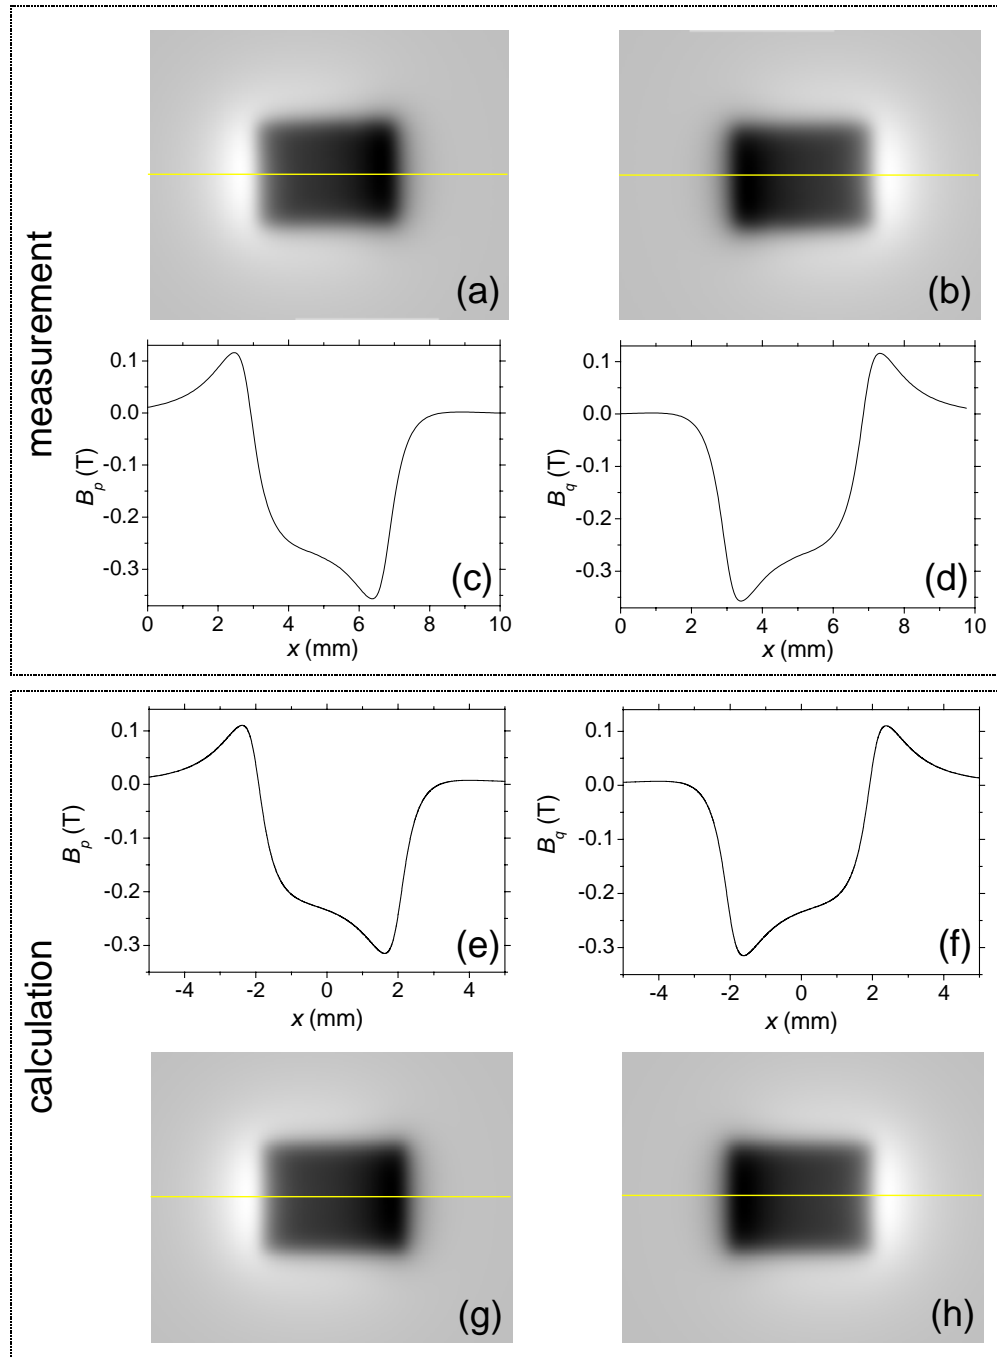 measurement
(a)
(b)
0.1
0.0
-0.1
-0.2
-0.3
B_p (T)
(c)
0 2 4 6 8 10
x (mm)
0.1
0.0
-0.1
-0.2
-0.3
B_q (T)
(d)
0 2 4 6 8 10
x (mm)
calculation
0.1
0.0
-0.1
-0.2
-0.3
B_p (T)
(e)
-4 -2 0 2 4
x (mm)
0.1
0.0
-0.1
-0.2
-0.3
B_q (T)
(f)
-4 -2 0 2 4
x (mm)
(g)
(h)